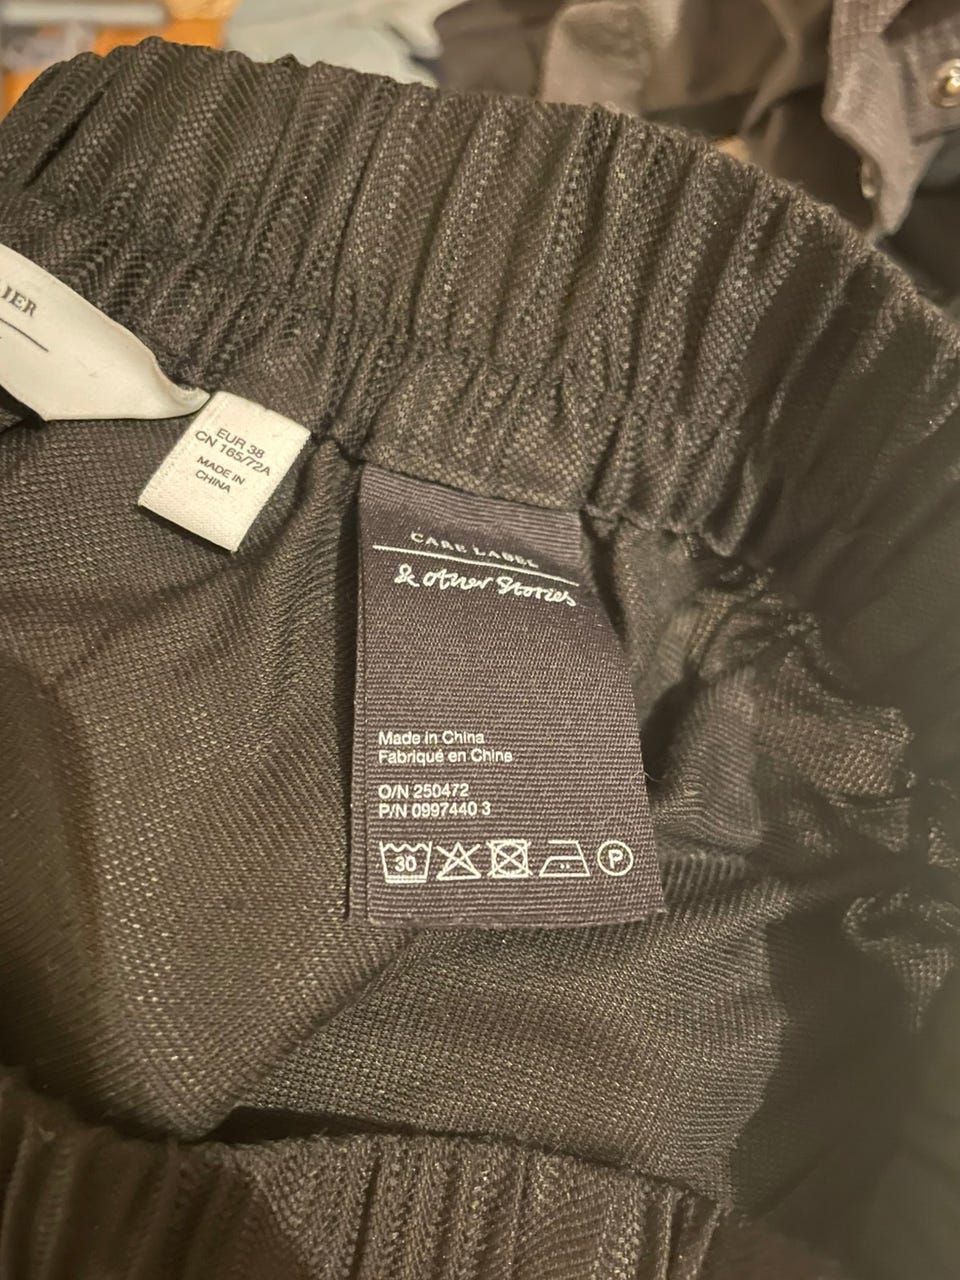 EUR 38
CN 165/72A
MADE IN
CHINA
CARE LABEL
& other Stories
Made in China
Fabriqué en Chine
O/N 250472
P/N 0997440 3
30
P